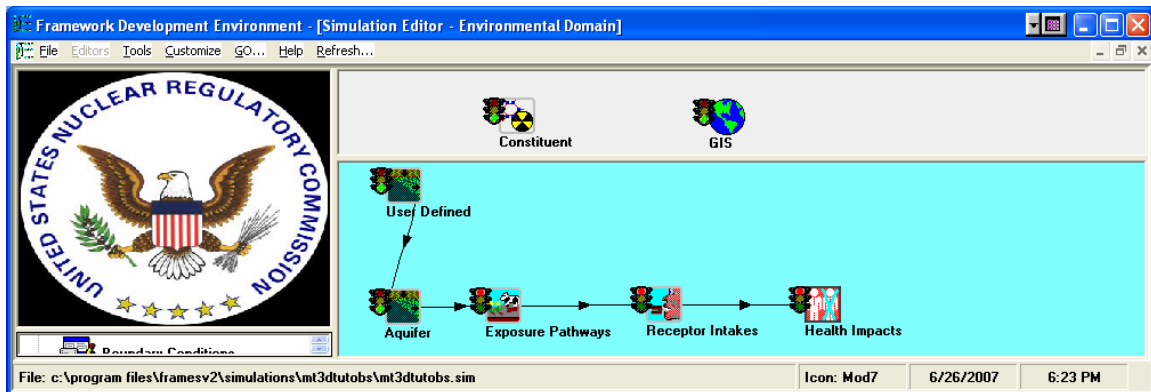 Framework Development Environment - [Simulation Editor - Environmental Domain]
File Editors Tools Customize GO... Help Refresh...
UNITED STATES NUCLEAR REGULATORY COMMISSION
Constituent GIS
User Defined
Aquifer Exposure Pathways Receptor Intakes Health Impacts
Boundary Conditions
File: c:\program files\framesv2\simulations\mt3dtutobs\mt3dtutobs.sim Icon: Mod7 6/26/2007 6:23 PM